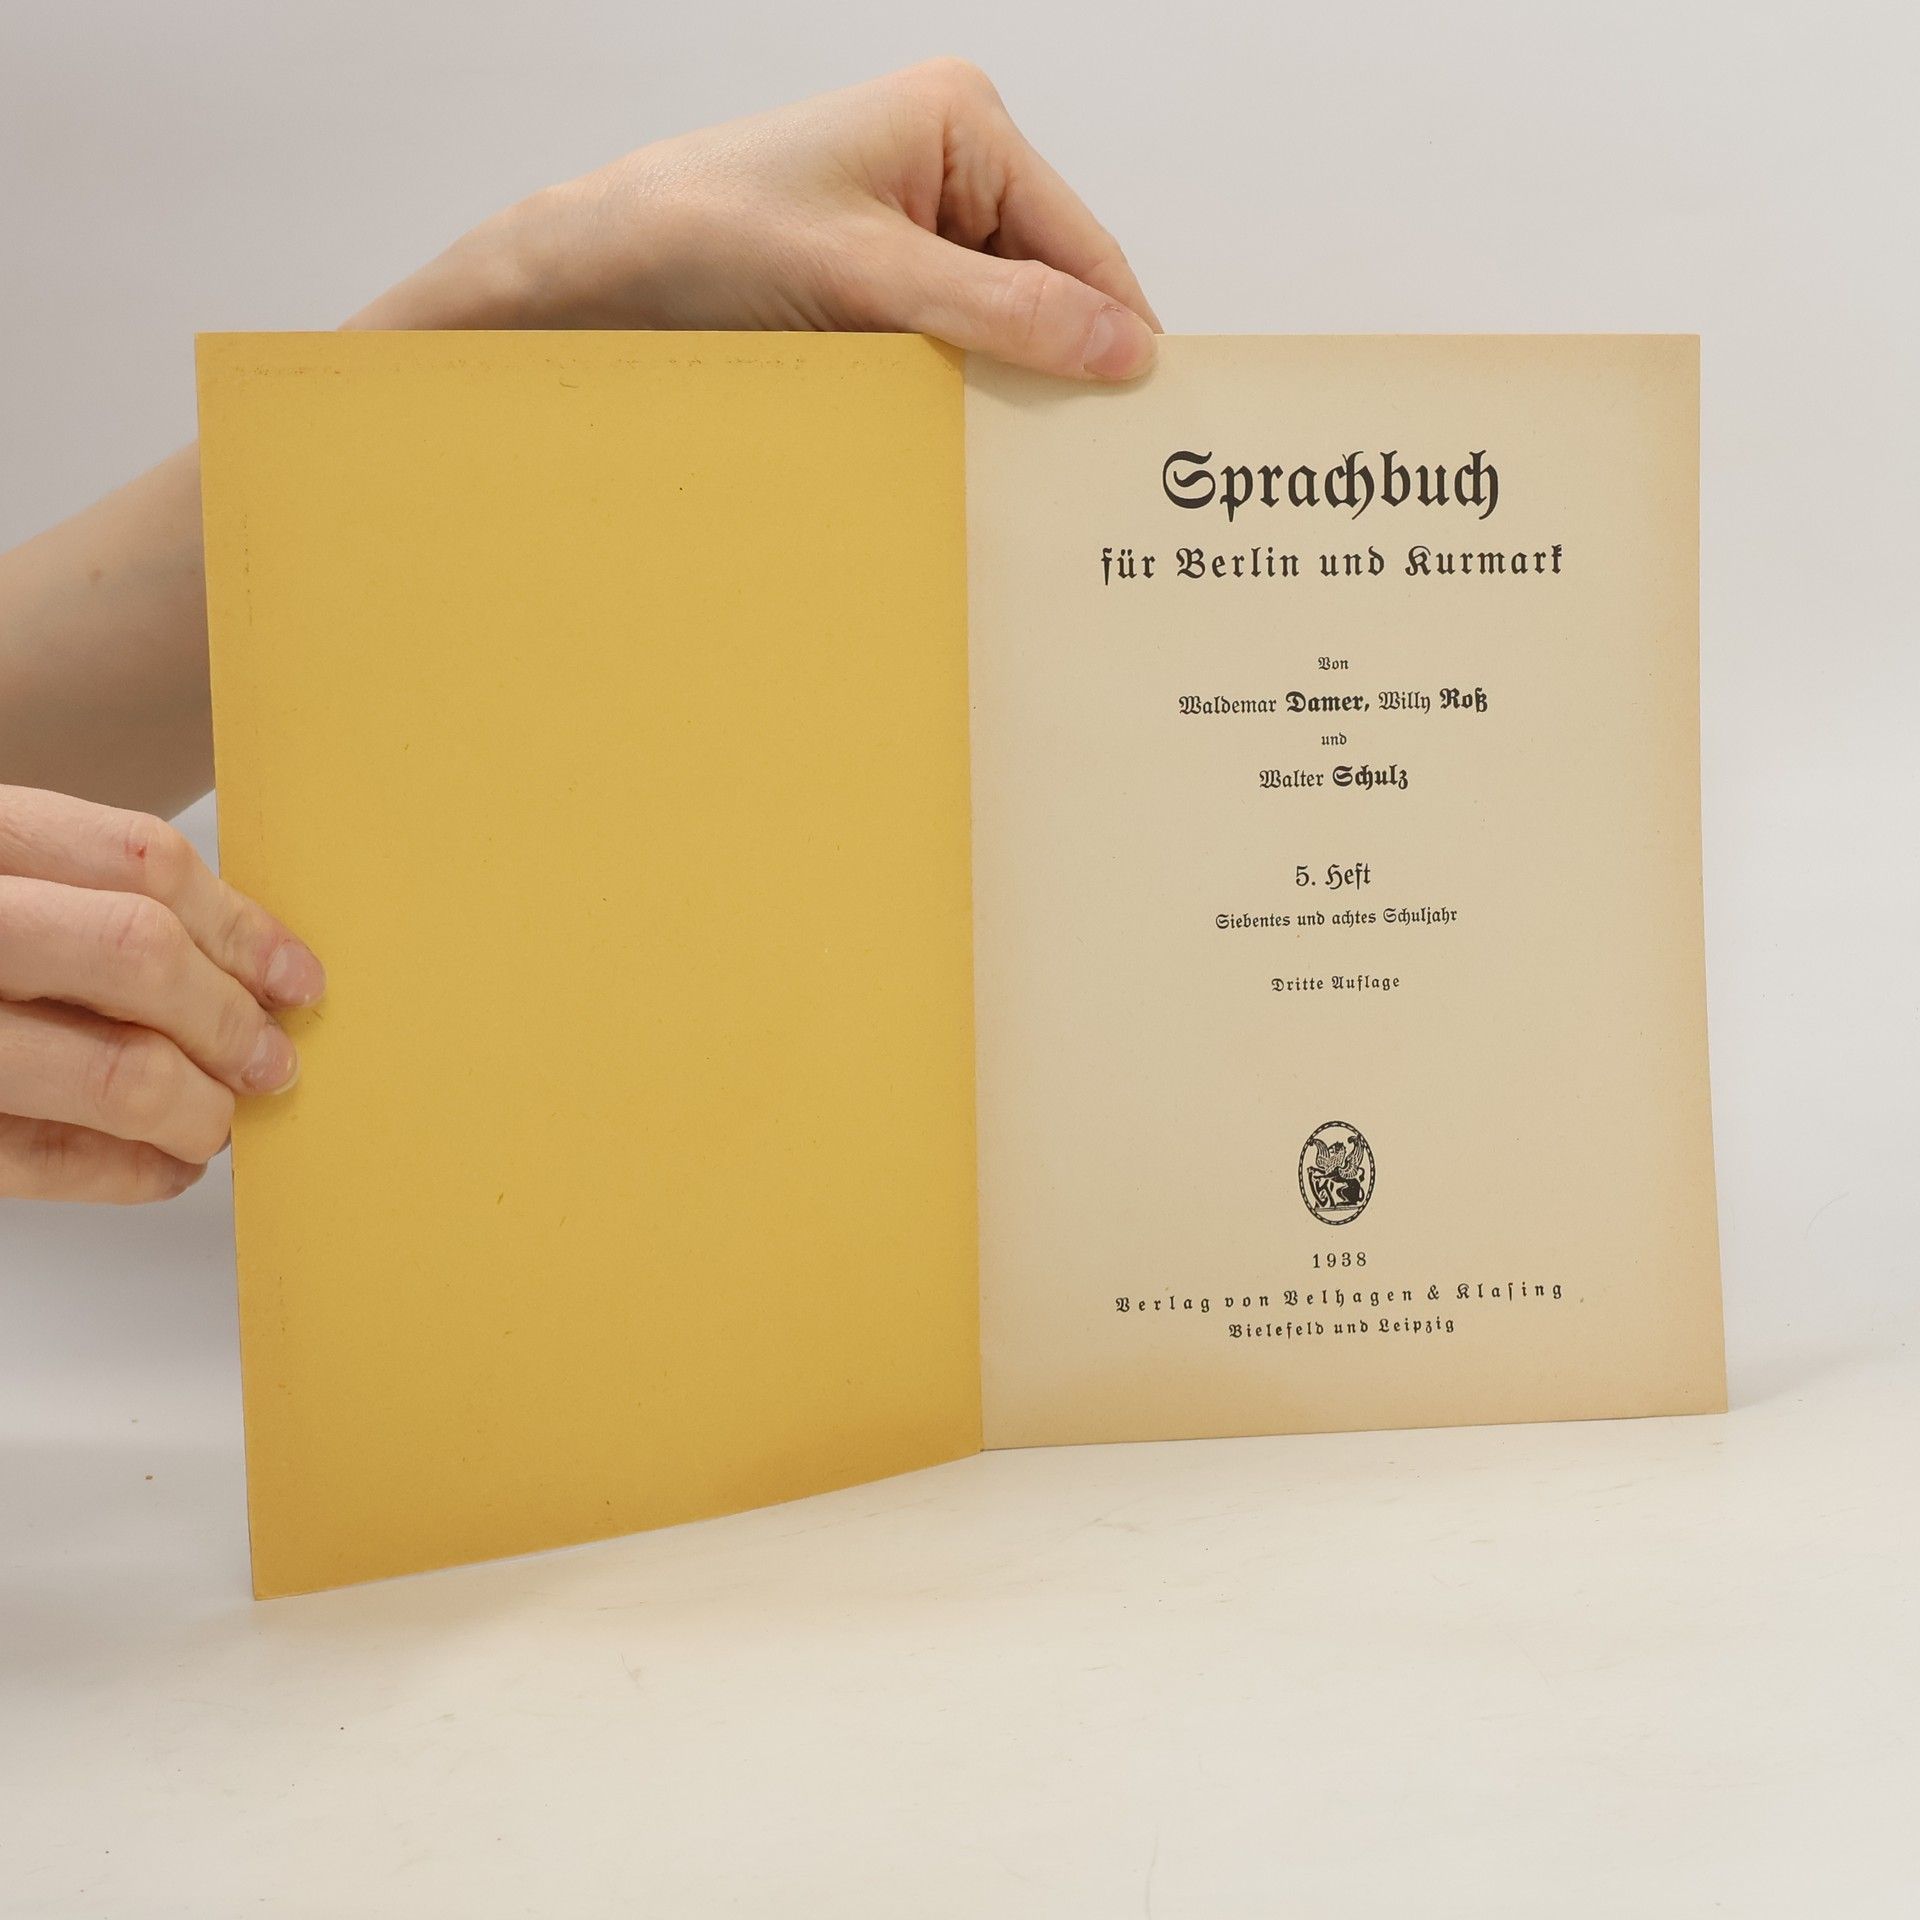 Sprachbuch
für Berlin und Kurmark
Von
Waldemar Damer, Willy Roß
und
Walter Schulz
5. Heft
Siebentes und achtes Schuljahr
Dritte Auflage
1938
Verlag von Velhagen & Klaſing
Bielefeld und Leipzig